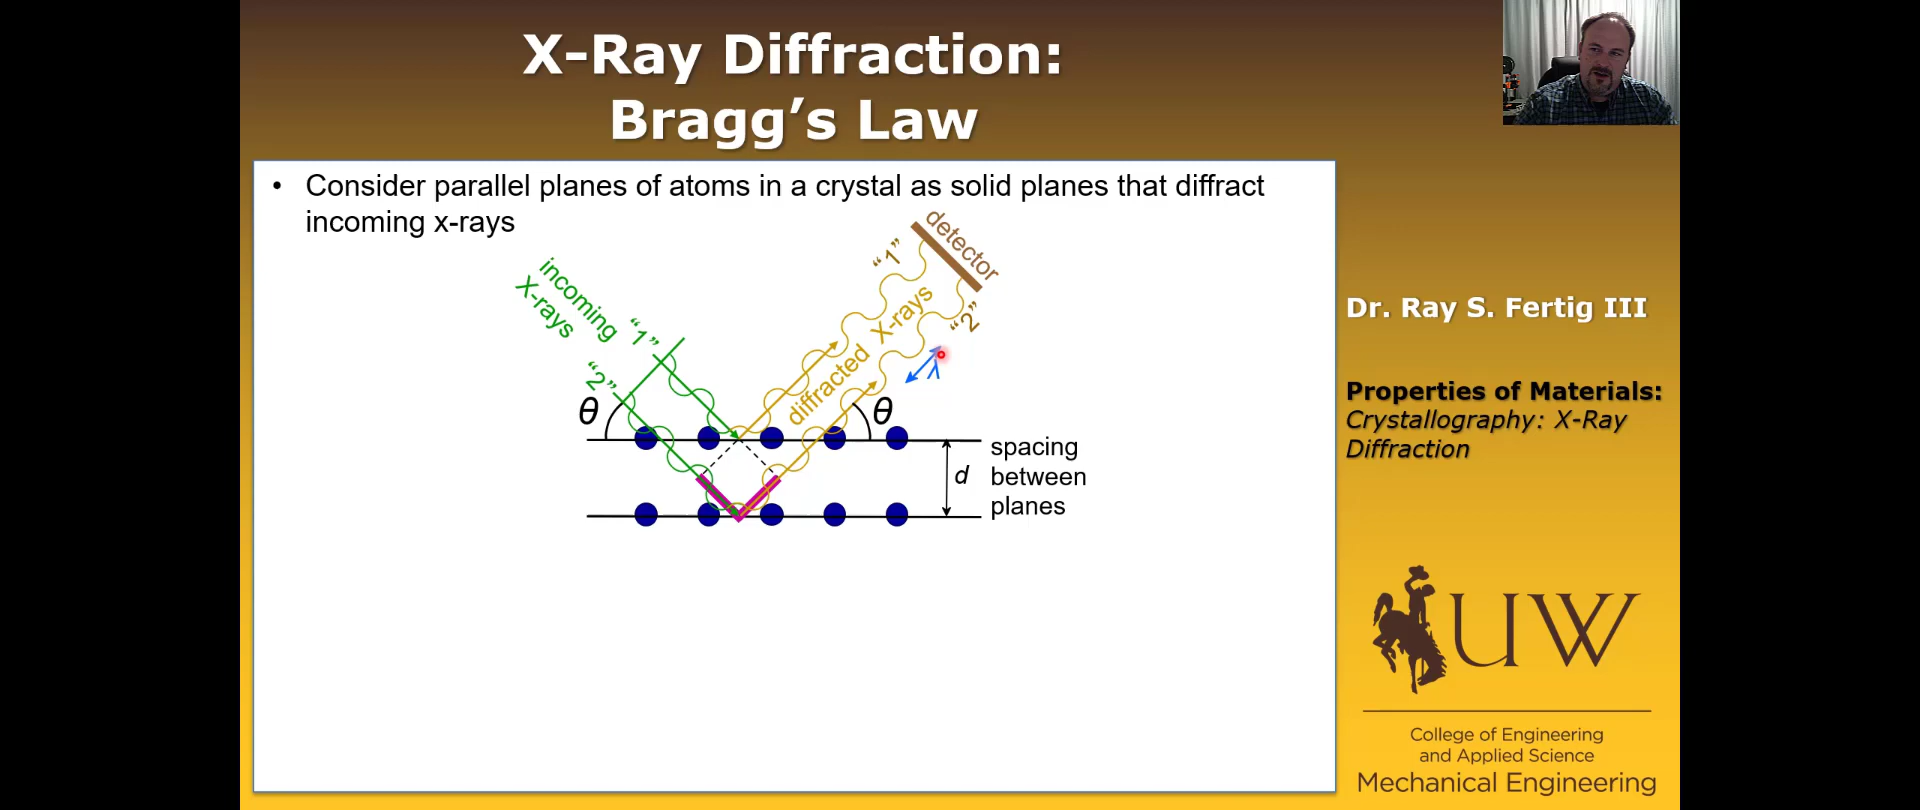 X-Ray Diffraction:
Bragg’s Law
• Consider parallel planes of atoms in a crystal as solid planes that diffract
incoming x-rays
detector
“1”
incoming
X-rays
“1”
“2”
diffracted X-rays
“2”
λ
θ
θ
d
spacing
between
planes
Dr. Ray S. Fertig III
Properties of Materials:
Crystallography: X-Ray
Diffraction
UW
College of Engineering
and Applied Science
Mechanical Engineering